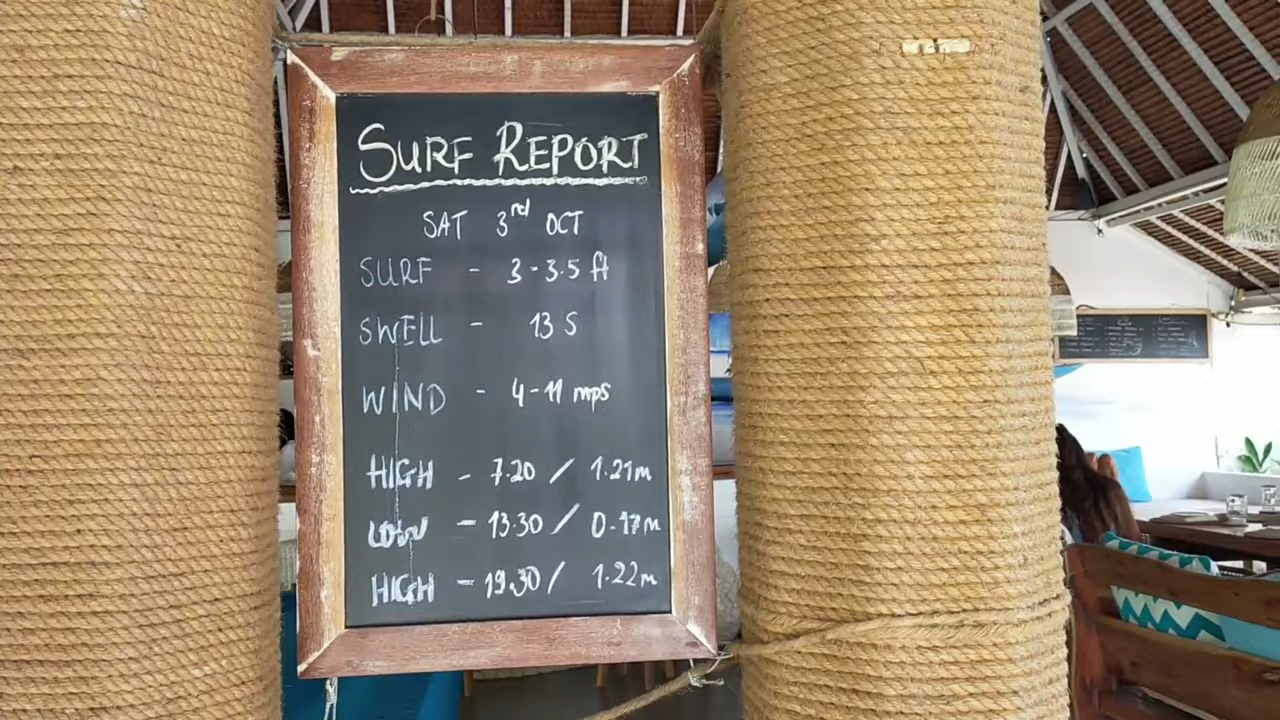 SURF REPORT
SAT 3rd OCT
SURF - 3-3.5 ft
SWELL - 13 S
WIND - 4-11 mps
HIGH - 7.20 / 1.21m
LOW - 13.30 / 0.17m
HIGH - 19.30 / 1.22m